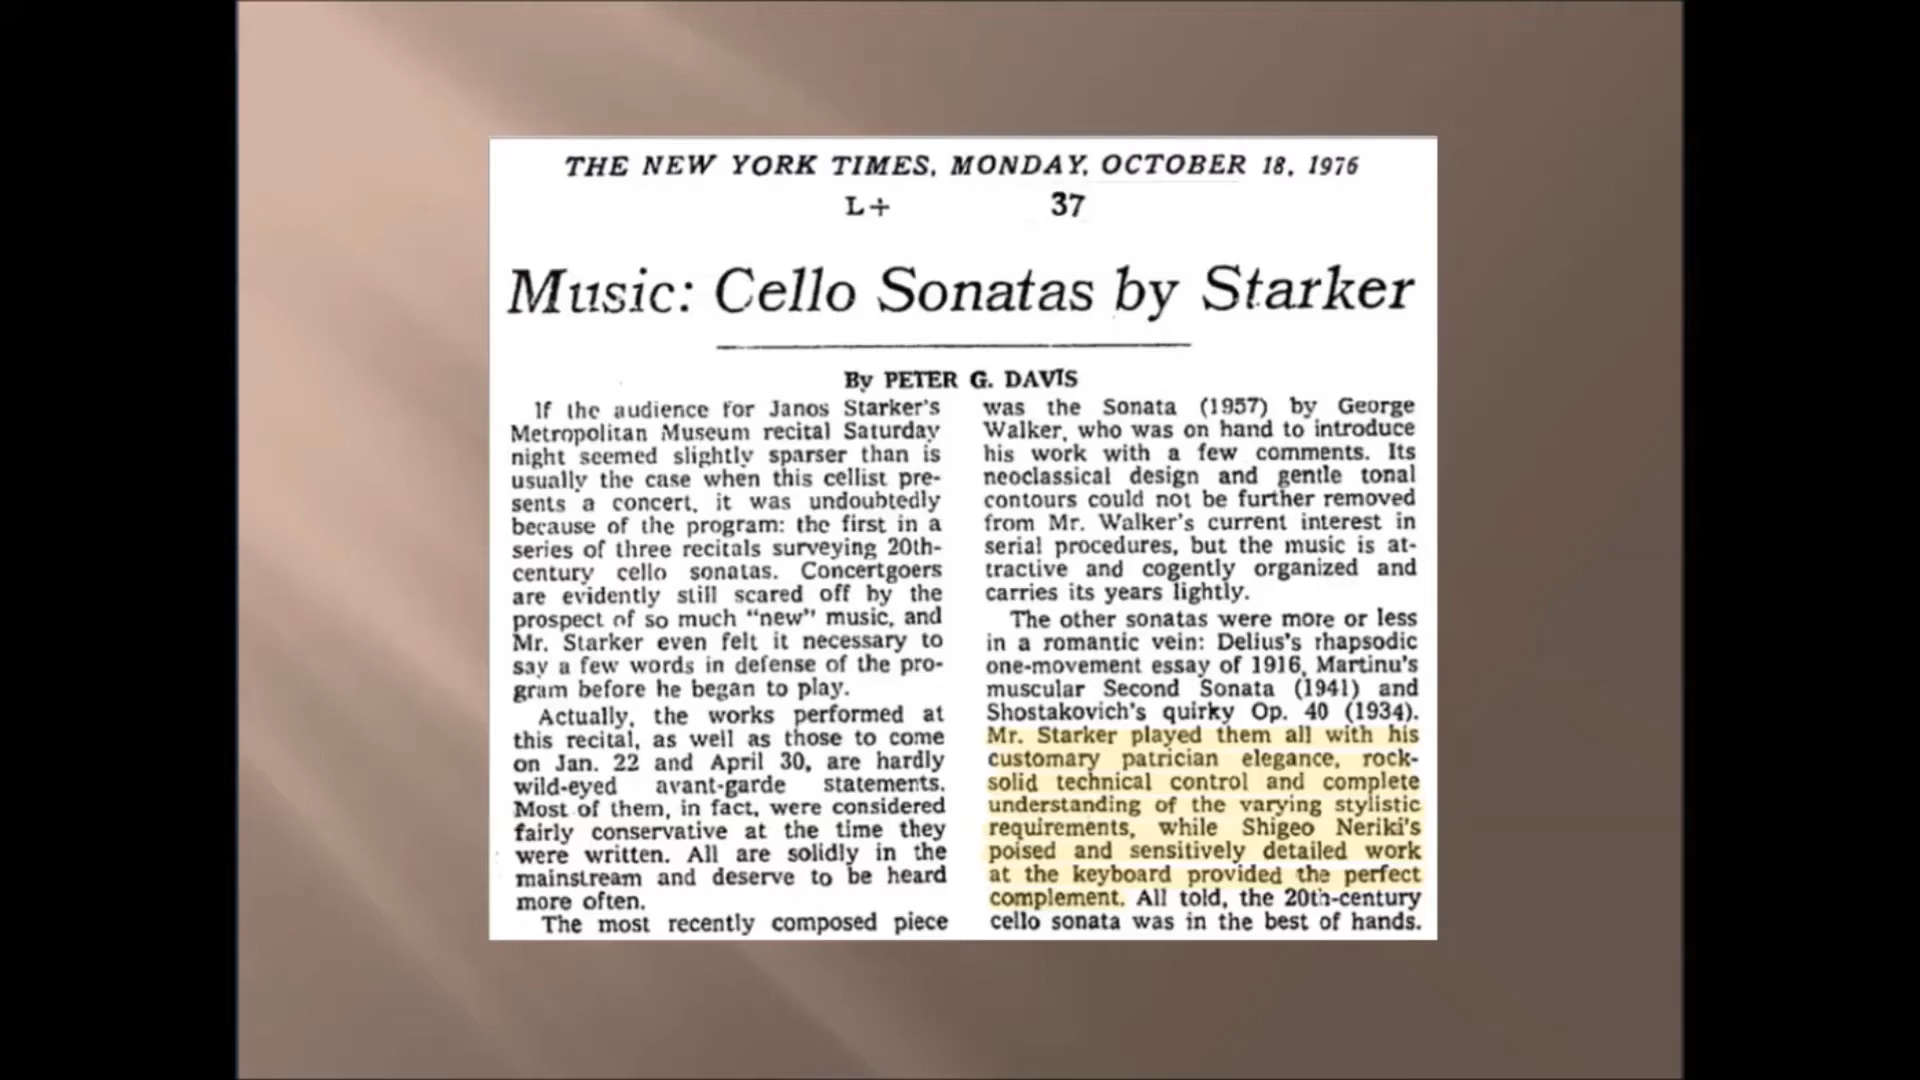 THE NEW YORK TIMES, MONDAY, OCTOBER 18, 1976
L+ 37
Music: Cello Sonatas by Starker
By PETER G. DAVIS
If the audience for Janos Starker's
Metropolitan Museum recital Saturday
night seemed slightly sparser than is
usually the case when this cellist pre-
sents a concert, it was undoubtedly
because of the program: the first in a
series of three recitals surveying 20th-
century cello sonatas. Concertgoers
are evidently still scared off by the
prospect of so much "new" music, and
Mr. Starker even felt it necessary to
say a few words in defense of the pro-
gram before he began to play.
Actually, the works performed at
this recital, as well as those to come
on Jan. 22 and April 30, are hardly
wild-eyed avant-garde statements.
Most of them, in fact, were considered
fairly conservative at the time they
were written. All are solidly in the
mainstream and deserve to be heard
more often.
The most recently composed piece
was the Sonata (1957) by George
Walker, who was on hand to introduce
his work with a few comments. Its
neoclassical design and gentle tonal
contours could not be further removed
from Mr. Walker's current interest in
serial procedures, but the music is at-
tractive and cogently organized and
carries its years lightly.
The other sonatas were more or less
in a romantic vein: Delius's rhapsodic
one-movement essay of 1916, Martinu's
muscular Second Sonata (1941) and
Shostakovich's quirky Op. 40 (1934).
Mr. Starker played them all with his
customary patrician elegance, rock-
solid technical control and complete
understanding of the varying stylistic
requirements, while Shigeo Neriki's
poised and sensitively detailed work
at the keyboard provided the perfect
complement. All told, the 20th-century
cello sonata was in the best of hands.